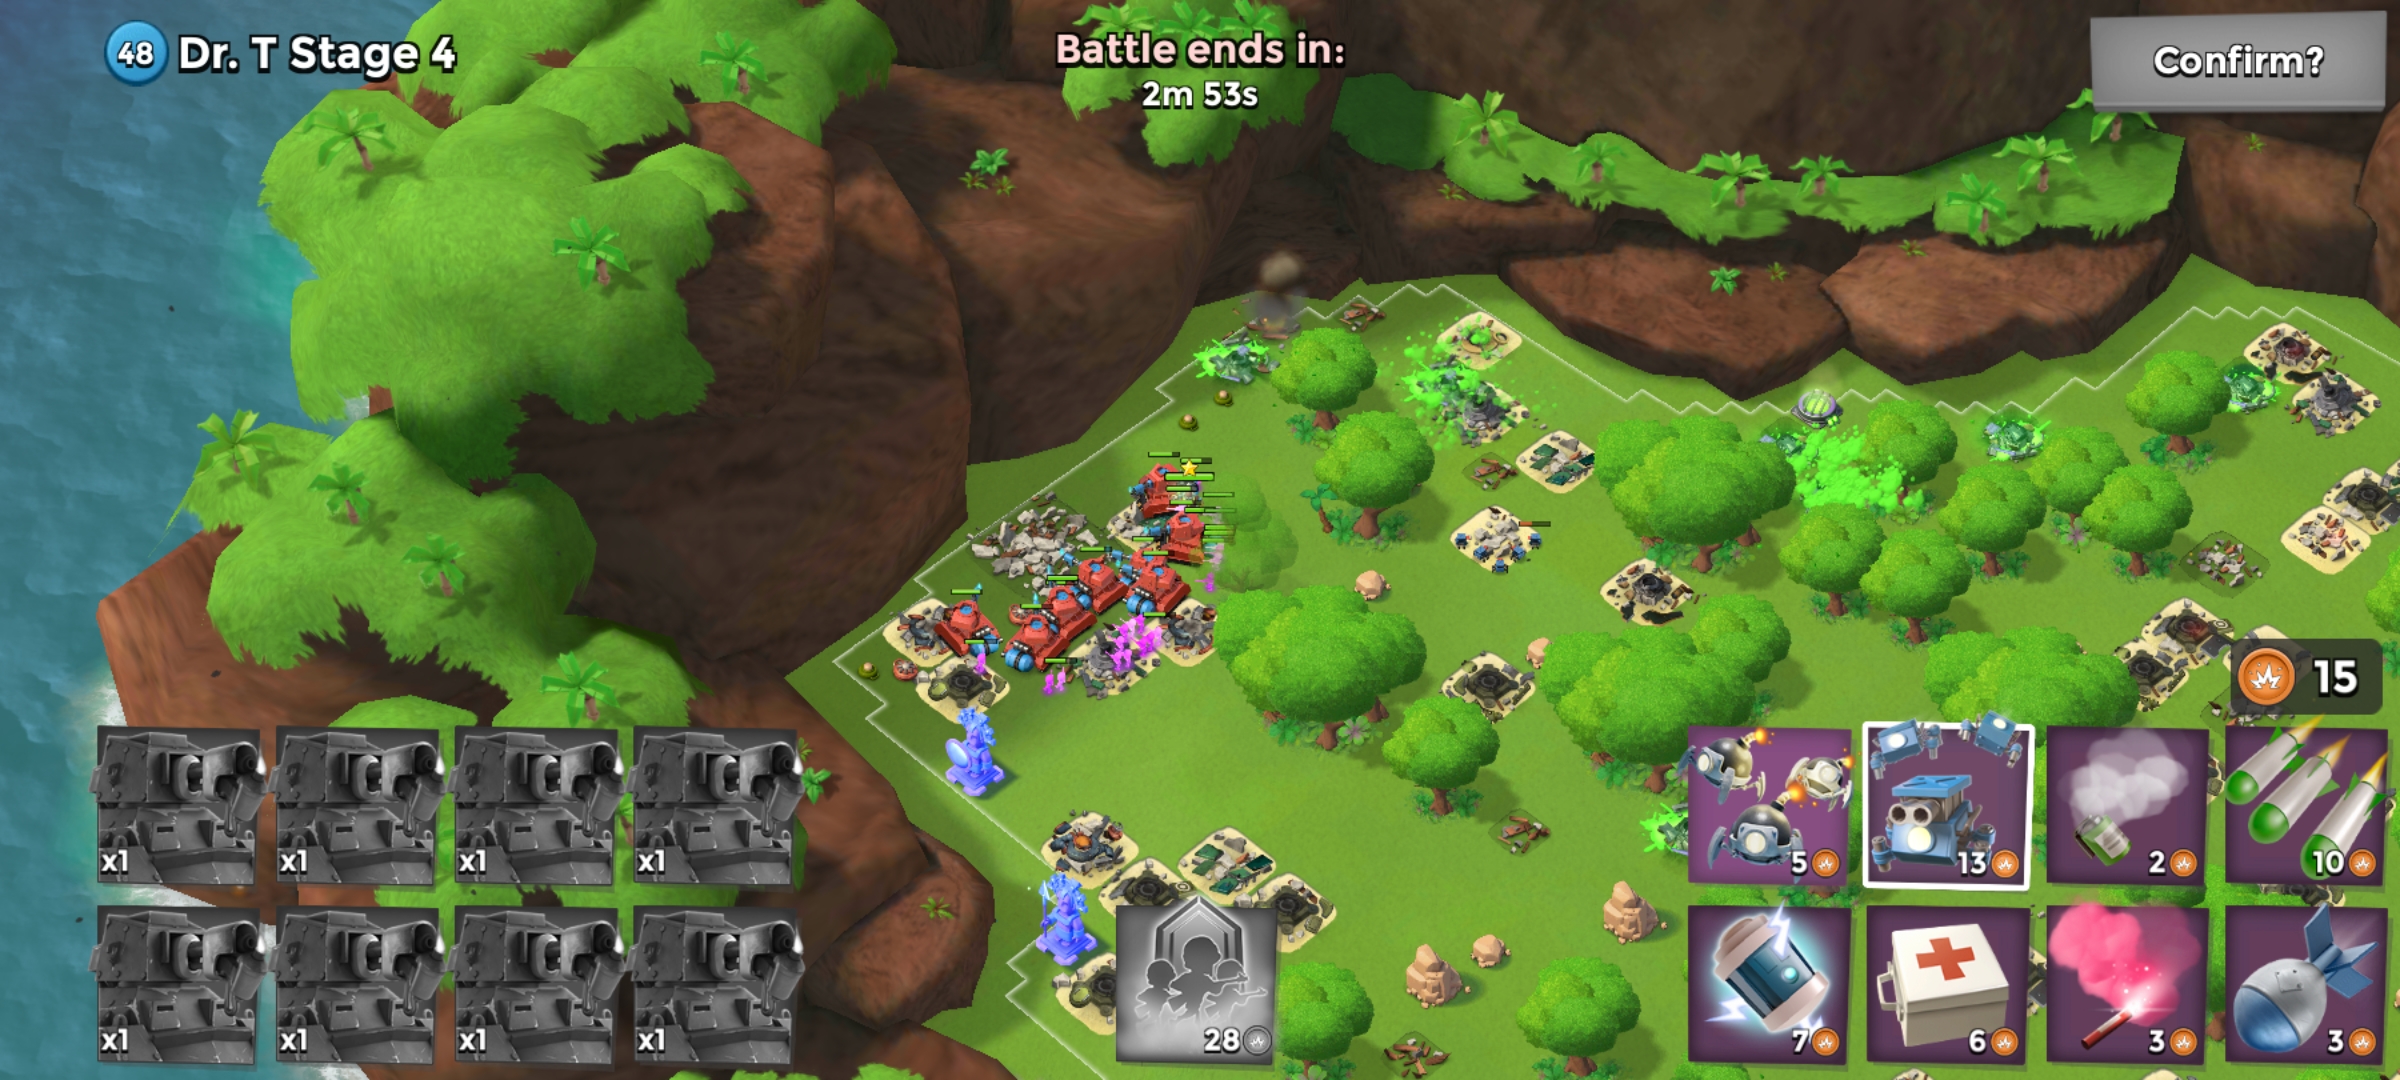 48 Dr. T Stage 4
Battle ends in:
2m 53s
Confirm?
15
x1 x1 x1 x1
5 13 2 10
x1 x1 x1 x1
28
7 6 3 3